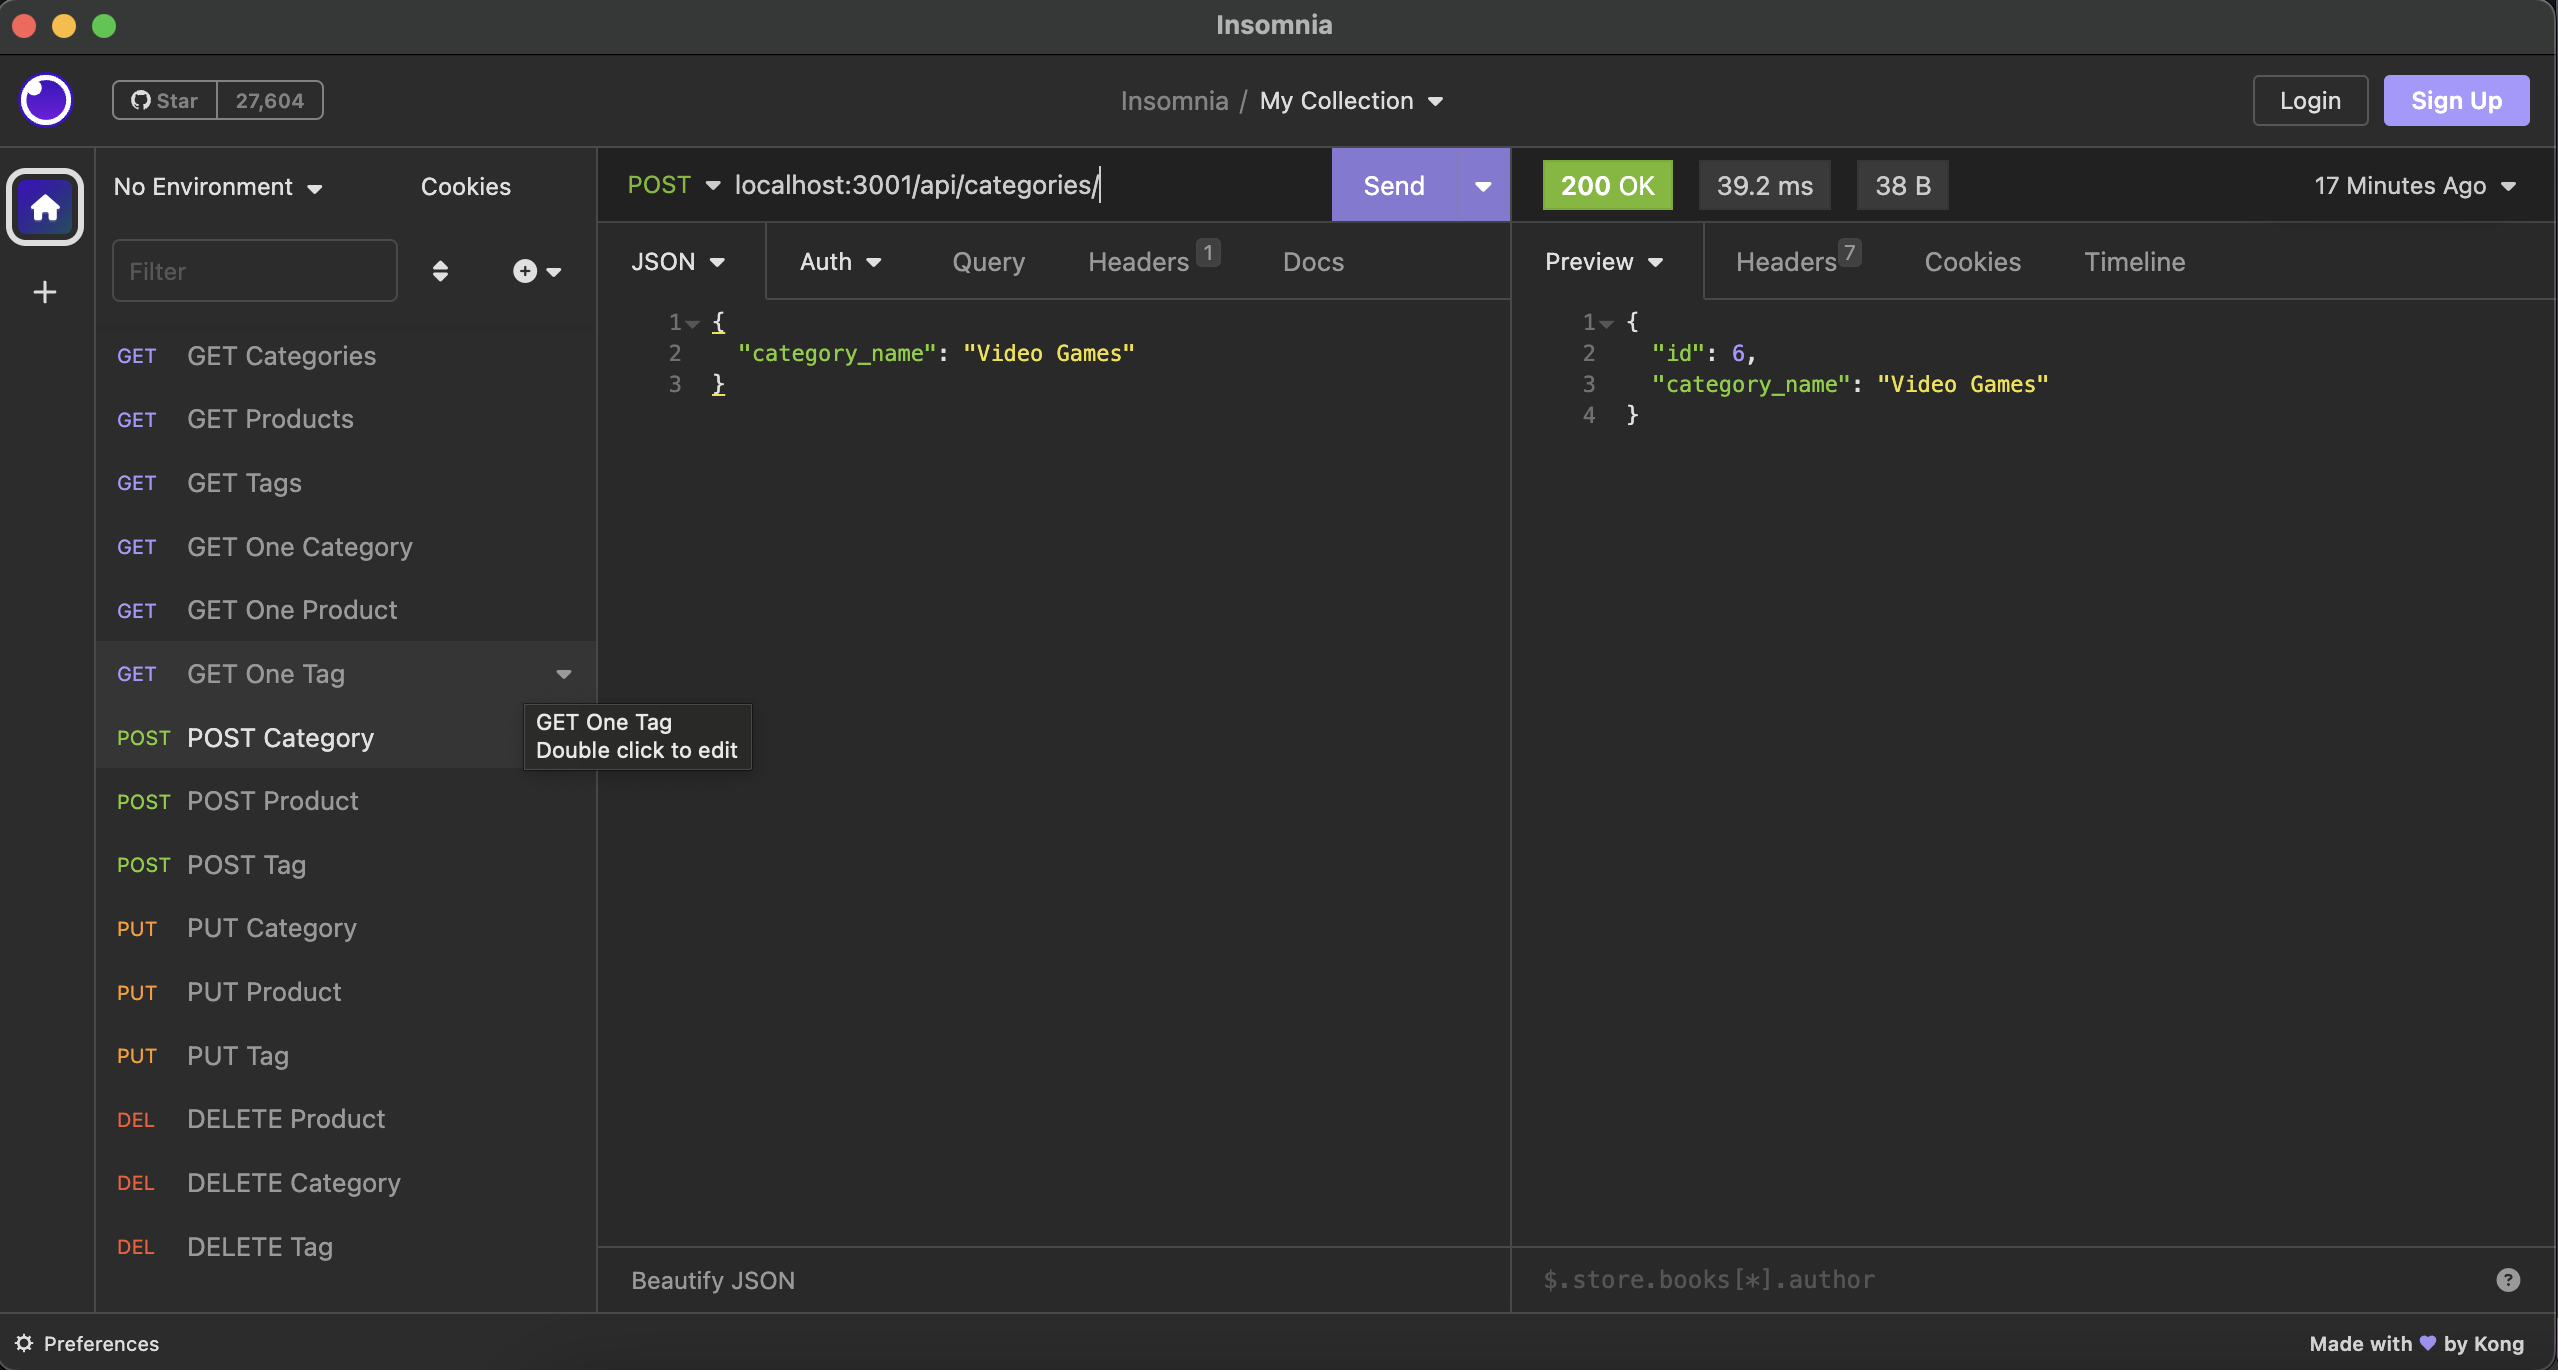 Insomnia
Star 27,604
Insomnia / My Collection
Login
Sign Up
No Environment
Cookies
Filter
GET GET Categories
GET GET Products
GET GET Tags
GET GET One Category
GET GET One Product
GET GET One Tag
GET One Tag
Double click to edit
POST POST Category
POST POST Product
POST POST Tag
PUT PUT Category
PUT PUT Product
PUT PUT Tag
DEL DELETE Product
DEL DELETE Category
DEL DELETE Tag
POST localhost:3001/api/categories/
Send
JSON Auth Query Headers 1 Docs
1 {
2 "category_name": "Video Games"
3 }
Beautify JSON
200 OK 39.2 ms 38 B 17 Minutes Ago
Preview Headers 7 Cookies Timeline
1 {
2 "id": 6,
3 "category_name": "Video Games"
4 }
$.store.books[*].author
?
Preferences
Made with 💜 by Kong